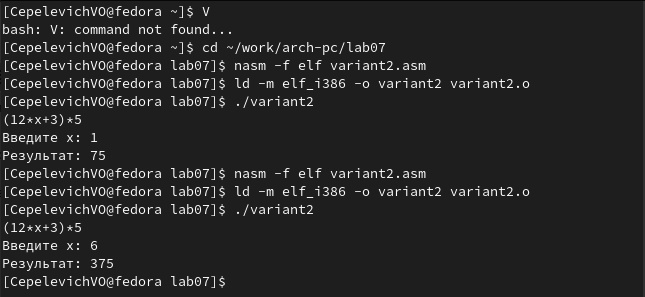 [CepelevichVO@fedora ~]$ V
bash: V: command not found...
[CepelevichVO@fedora ~]$ cd ~/work/arch-pc/lab07
[CepelevichVO@fedora lab07]$ nasm -f elf variant2.asm
[CepelevichVO@fedora lab07]$ ld -m elf_i386 -o variant2 variant2.o
[CepelevichVO@fedora lab07]$ ./variant2
(12*x+3)*5
Введите x: 1
Результат: 75
[CepelevichVO@fedora lab07]$ nasm -f elf variant2.asm
[CepelevichVO@fedora lab07]$ ld -m elf_i386 -o variant2 variant2.o
[CepelevichVO@fedora lab07]$ ./variant2
(12*x+3)*5
Введите x: 6
Результат: 375
[CepelevichVO@fedora lab07]$